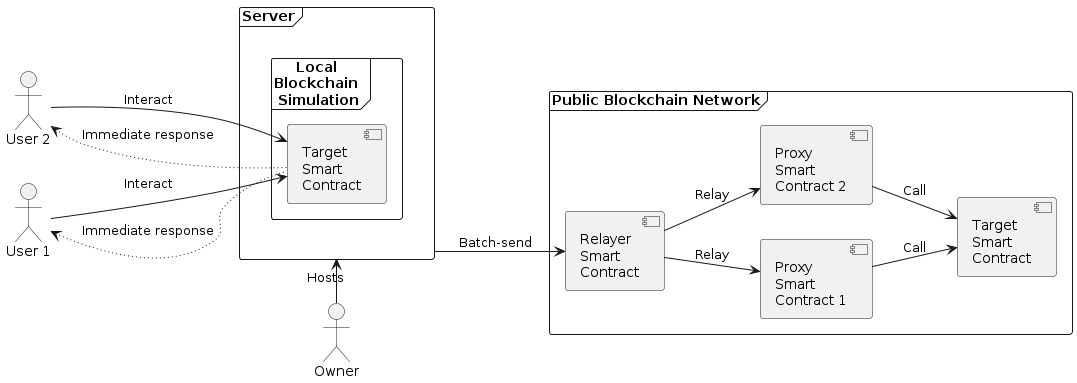 Server
Local
Blockchain
Simulation
Target
Smart
Contract
User 2
User 1
Interact
Immediate response
Interact
Immediate response
Hosts
Owner
Batch-send
Public Blockchain Network
Relayer
Smart
Contract
Relay
Relay
Proxy
Smart
Contract 2
Proxy
Smart
Contract 1
Call
Call
Target
Smart
Contract